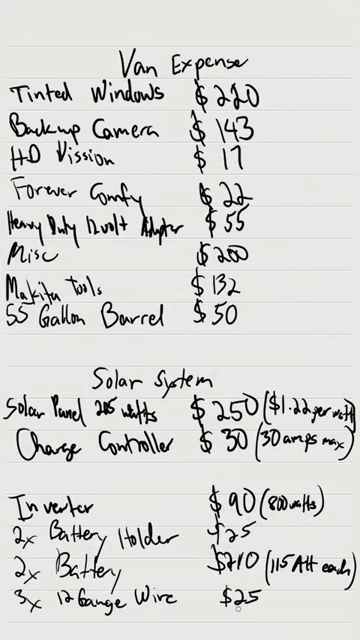 Van Expense
Tinted Windows $220
Backup Camera $143
HD Vission $17
Forever Comfy $22
Heavy Duty 12volt Adapter $55
Misc $200
Makita Tools $132
55 Gallon Barrel $50
Solar System
Solar Panel 205 watts $250 ($1.22 per watt)
Charge Controller $30 (30 amps max)
Inverter $90 (800watts)
2x Battery Holder $25
2x Battery $210 (115 AH each)
3x 12 Gauge Wire $25